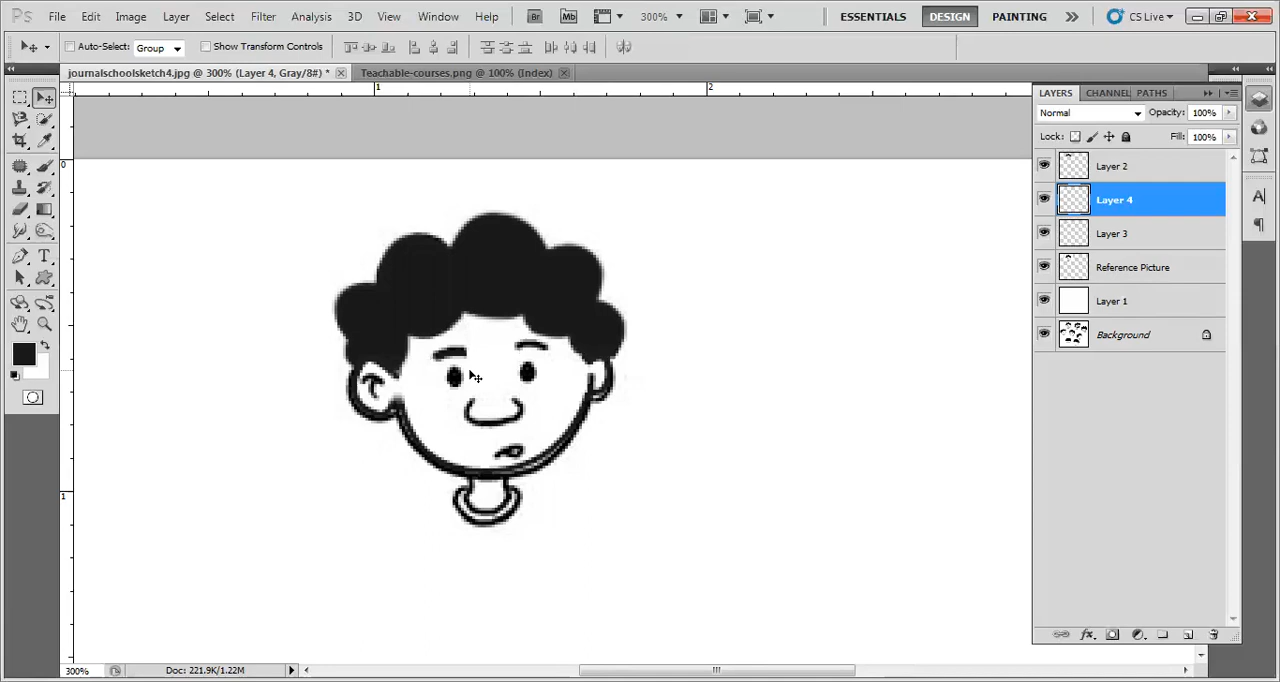 Ps File Edit Image Layer Select Filter Analysis 3D View Window Help Br Mb 300% ESSENTIALS DESIGN PAINTING CS Live
Auto-Select: Group Show Transform Controls
journalschoolsketch4.jpg @ 300% (Layer 4, Gray/8#) * Teachable-courses.png @ 100% (Index)
1 2
LAYERS CHANNEL PATHS
Normal Opacity: 100%
Lock: Fill: 100%
0
Layer 2
Layer 4
Layer 3
Reference Picture
Layer 1
Background
1
300% Doc: 221.9K/1.22M